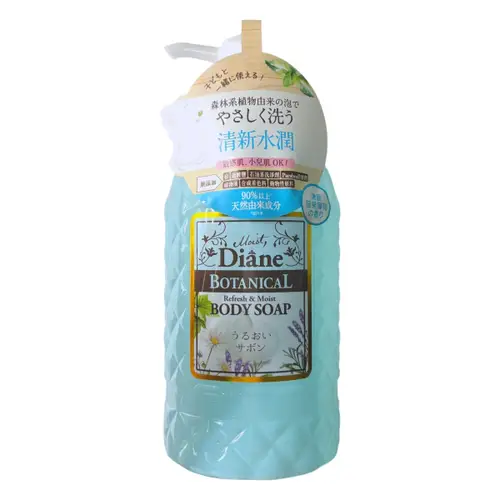 子どもと
一緒に使える!
森林系植物由来の泡で
やさしく洗う
清新水潤
敏感肌、小兒肌 OK!
無添加
90%以上
天然由来成分
Moist
Diane
BOTANICAL
Refresh & Moist
BODY SOAP
うるおい
サボン